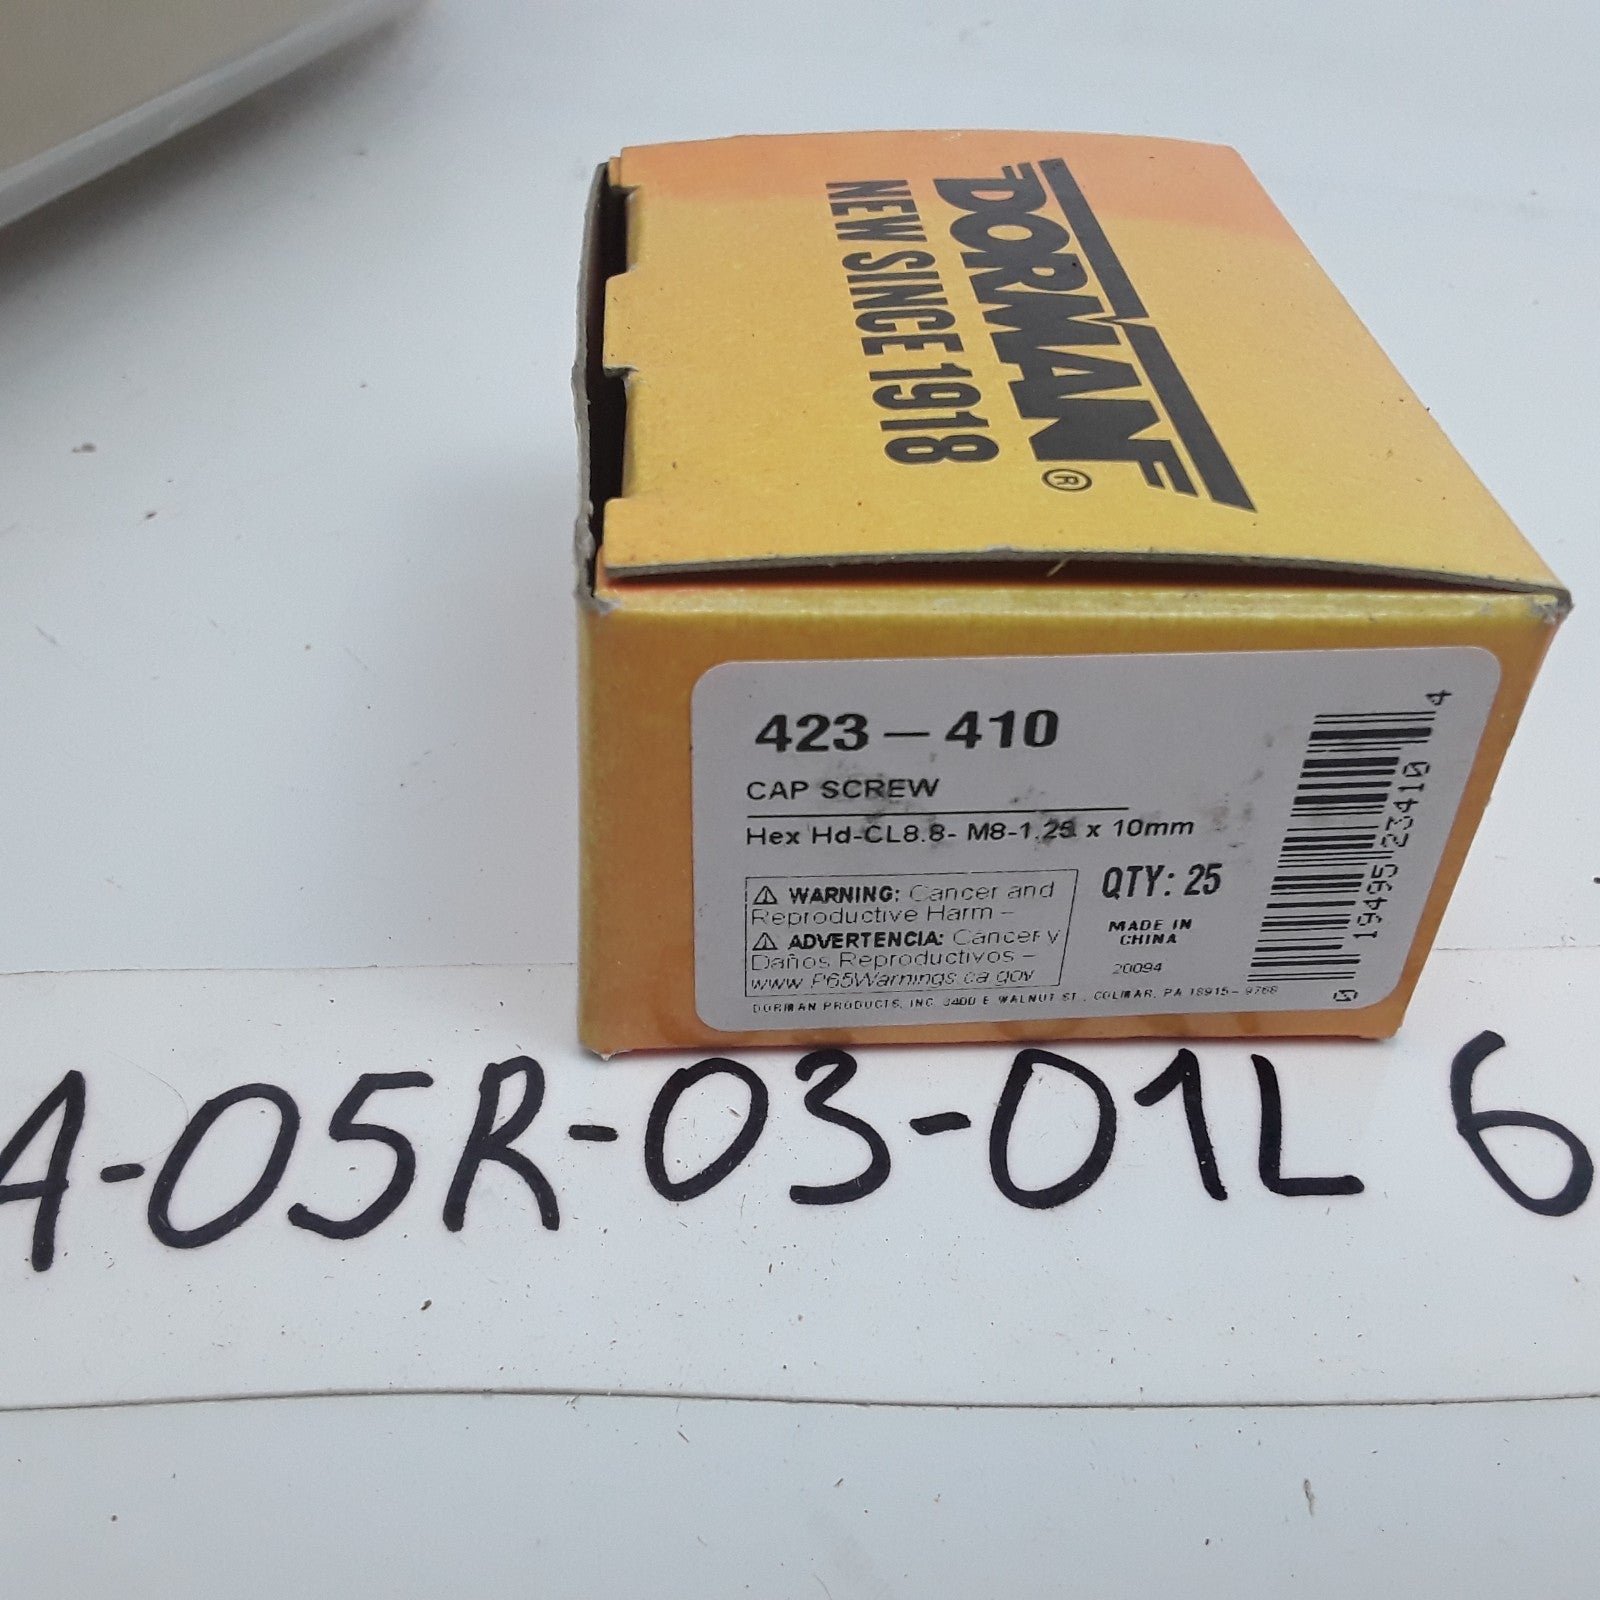 DORMAN®
NEW SINCE 1918
423-410
CAP SCREW
Hex Hd-CL8.8- M8-1.25 x 10mm
⚠ WARNING: Cancer and
Reproductive Harm –
⚠ ADVERTENCIA: Cáncer y
Daños Reproductivos –
www.P65Warnings.ca.gov
QTY: 25
MADE IN
CHINA
20094
DORMAN PRODUCTS, INC. 3400 E WALNUT ST., COLMAR, PA 18915-9768
0 19495 23410 4
A-05R-03-01L 6